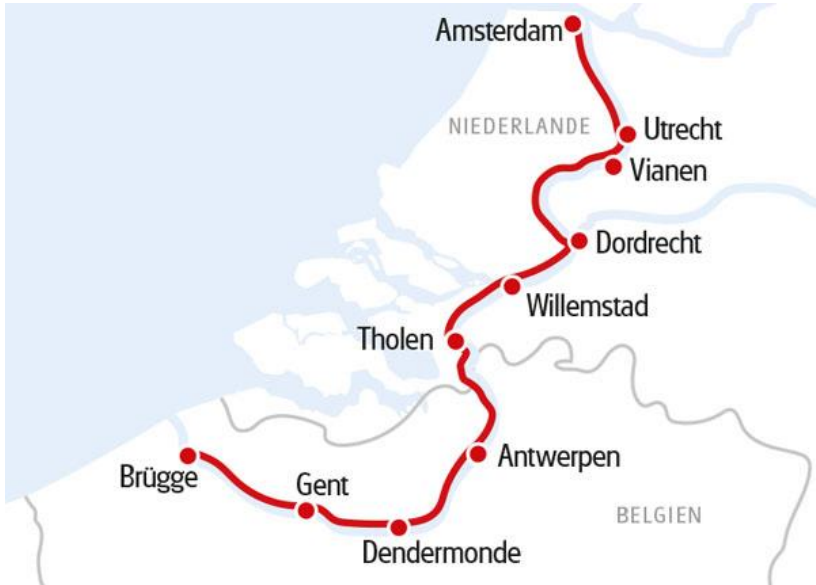 Amsterdam
NIEDERLANDE
Utrecht
Vianen
Dordrecht
Willemstad
Tholen
Antwerpen
Brügge
Gent
BELGIEN
Dendermonde